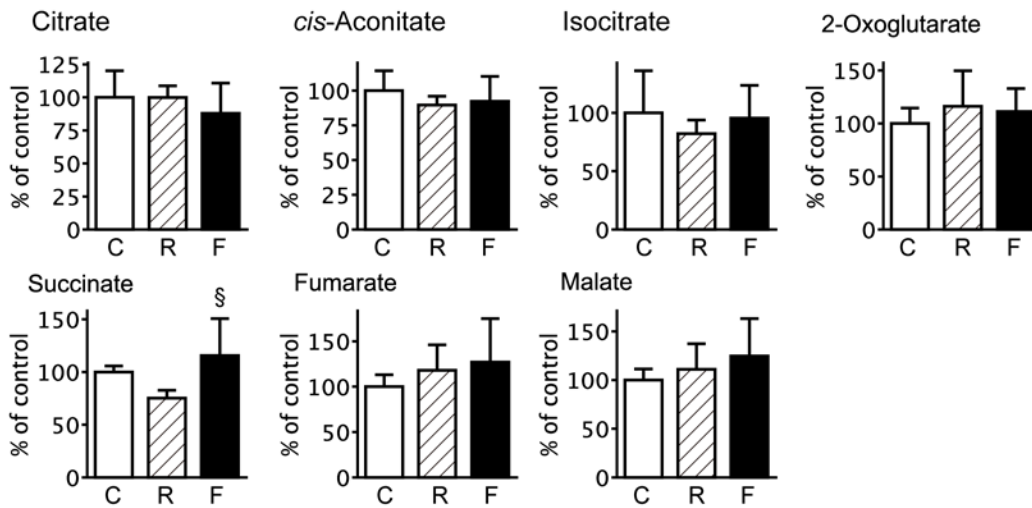 Citrate
% of control
125
100
75
50
25
0
C R F
cis-Aconitate
% of control
100
75
50
25
0
C R F
Isocitrate
% of control
100
50
0
C R F
2-Oxoglutarate
% of control
150
100
50
0
C R F
Succinate
% of control
150
100
50
0
§
C R F
Fumarate
% of control
150
100
50
0
C R F
Malate
% of control
150
100
50
0
C R F